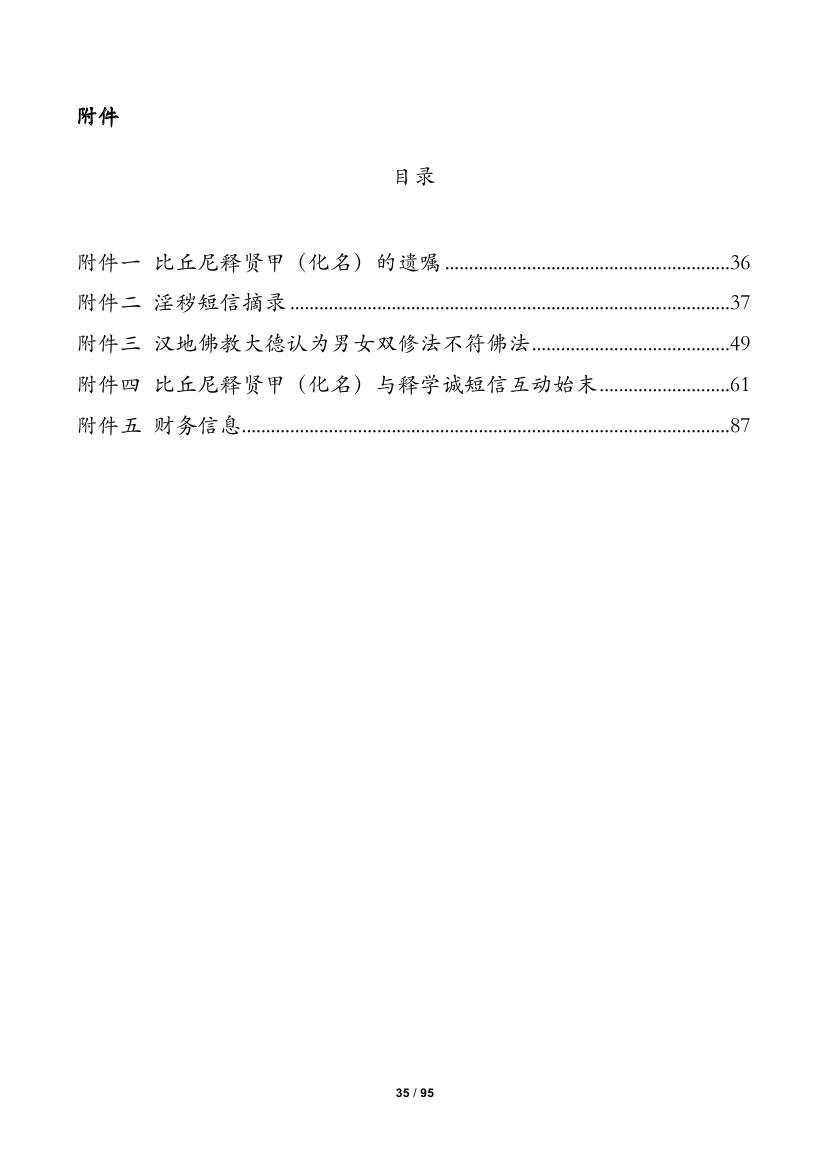 附件
目录
附件一 比丘尼释贤甲（化名）的遗嘱............................................................36
附件二 淫秽短信摘录............................................................................................37
附件三 汉地佛教大德认为男女双修法不符佛法.........................................49
附件四 比丘尼释贤甲（化名）与释学诚短信互动始末...........................61
附件五 财务信息.....................................................................................................87
35 / 95